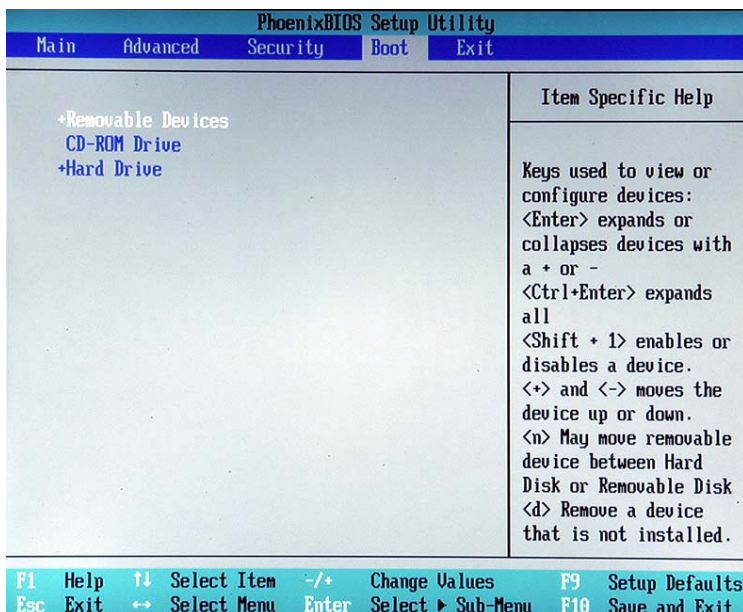 PhoenixBIOS Setup Utility
Main Advanced Security Boot Exit
+Removable Devices
CD-ROM Drive
+Hard Drive
Item Specific Help
Keys used to view or
configure devices:
<Enter> expands or
collapses devices with
a + or -
<Ctrl+Enter> expands
all
<Shift + 1> enables or
disables a device.
<+> and <-> moves the
device up or down.
<n> May move removable
device between Hard
Disk or Removable Disk
<d> Remove a device
that is not installed.
F1 Help ↑↓ Select Item -/+ Change Values F9 Setup Defaults
Esc Exit ↔ Select Menu Enter Select ▶ Sub-Menu F10 Save and Exit